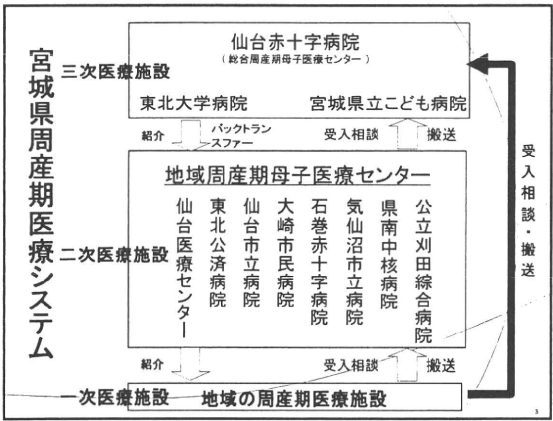 宮城県周産期医療システム
三次医療施設
仙台赤十字病院
（総合周産期母子医療センター）
東北大学病院 宮城県立こども病院
紹介
バックトラン
スファー
受入相談 搬送
受入相談・搬送
二次医療施設
地域周産期母子医療センター
仙台医療センター
東北公済病院
仙台市立病院
大崎市民病院
石巻赤十字病院
気仙沼市立病院
県南中核病院
公立刈田綜合病院
紹介
受入相談 搬送
一次医療施設
地域の周産期医療施設
3